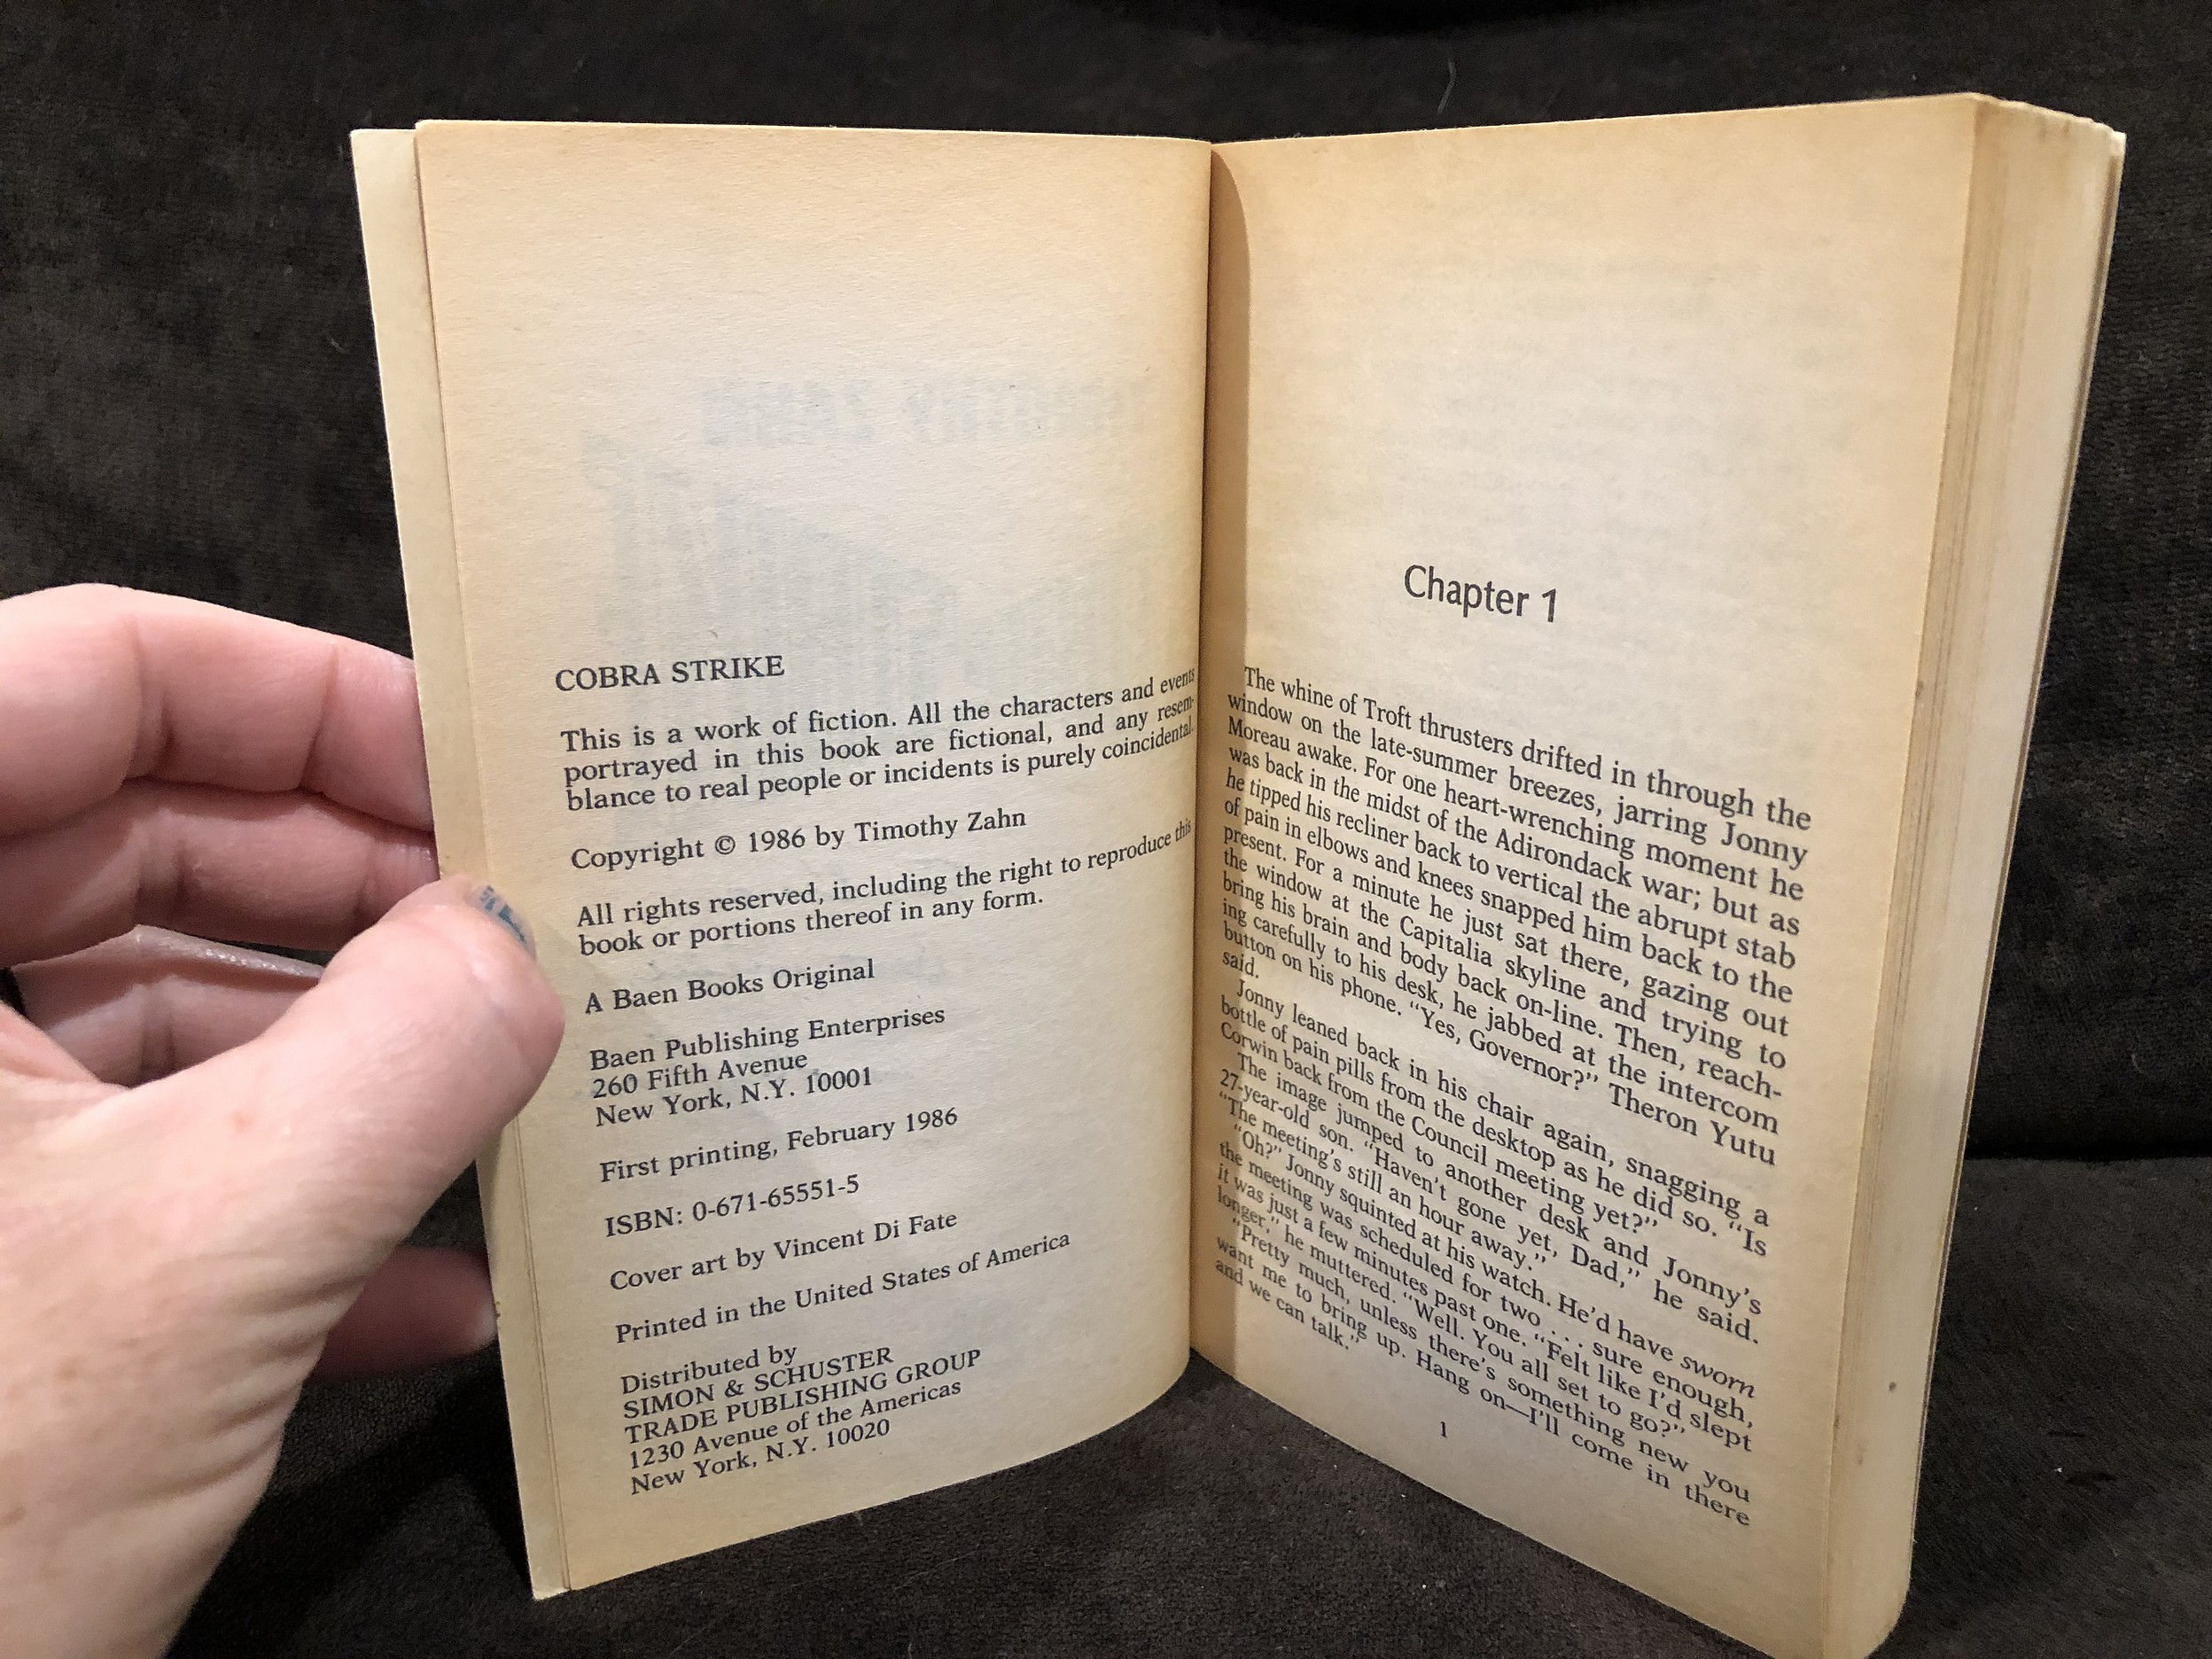 COBRA STRIKE
This is a work of fiction. All the characters and events
portrayed in this book are fictional, and any resem-
blance to real people or incidents is purely coincidental.
Copyright © 1986 by Timothy Zahn
All rights reserved, including the right to reproduce this
book or portions thereof in any form.
A Baen Books Original
Baen Publishing Enterprises
260 Fifth Avenue
New York, N.Y. 10001
First printing, February 1986
ISBN: 0-671-65551-5
Cover art by Vincent Di Fate
Printed in the United States of America
Distributed by
SIMON & SCHUSTER
TRADE PUBLISHING GROUP
1230 Avenue of the Americas
New York, N.Y. 10020
Chapter 1
The whine of Troft thrusters drifted in through the
window on the late-summer breezes, jarring Jonny
Moreau awake. For one heart-wrenching moment he
was back in the midst of the Adirondack war; but as
he tipped his recliner back to vertical the abrupt stab
of pain in elbows and knees snapped him back to the
present. For a minute he just sat there, gazing out
the window at the Capitalia skyline and trying to
bring his brain and body back on-line. Then, reach-
ing carefully to his desk, he jabbed at the intercom
button on his phone. “Yes, Governor?” Theron Yutu
said.
Jonny leaned back in his chair again, snagging a
bottle of pain pills from the desktop as he did so. “Is
Corwin back from the Council meeting yet?”
The image jumped to another desk and Jonny’s
27-year-old son. “Haven’t gone yet, Dad,” he said.
“The meeting’s still an hour away.”
“Oh?” Jonny squinted at his watch. He’d have sworn
the meeting was scheduled for two . . . sure enough,
it was just a few minutes past one. “Felt like I’d slept
longer,” he muttered. “Well. You all set to go?”
“Pretty much, unless there’s something new you
want me to bring up. Hang on—I’ll come in there
and we can talk.”
1